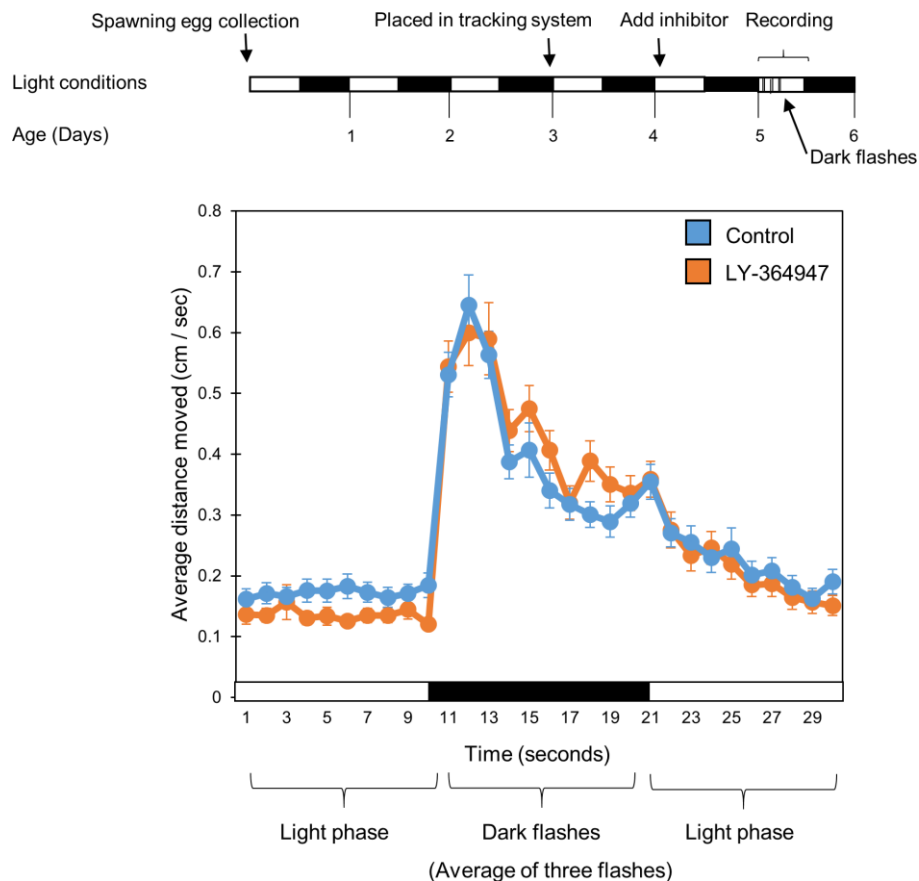 Spawning egg collection
Placed in tracking system
Add inhibitor
Recording
Light conditions
1 2 3 4 5 6
Age (Days)
Dark flashes
0.8
0.7
0.6
0.5
0.4
0.3
0.2
0.1
0
Average distance moved (cm / sec)
Control
LY-364947
1 3 5 7 9 11 13 15 17 19 21 23 25 27 29
Time (seconds)
Light phase
Dark flashes
Light phase
(Average of three flashes)